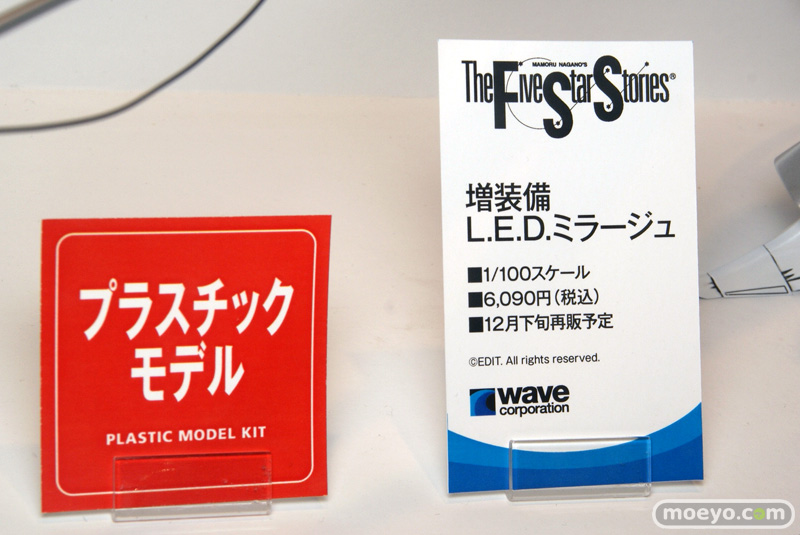 プラスチック
モデル
PLASTIC MODEL KIT
MAMORU NAGANO'S
The Five Star Stories®
増装備
L.E.D.ミラージュ
■1/100スケール
■6,090円（税込）
■12月下旬再販予定
©EDIT. All rights reserved.
wave
corporation
moeyo.com